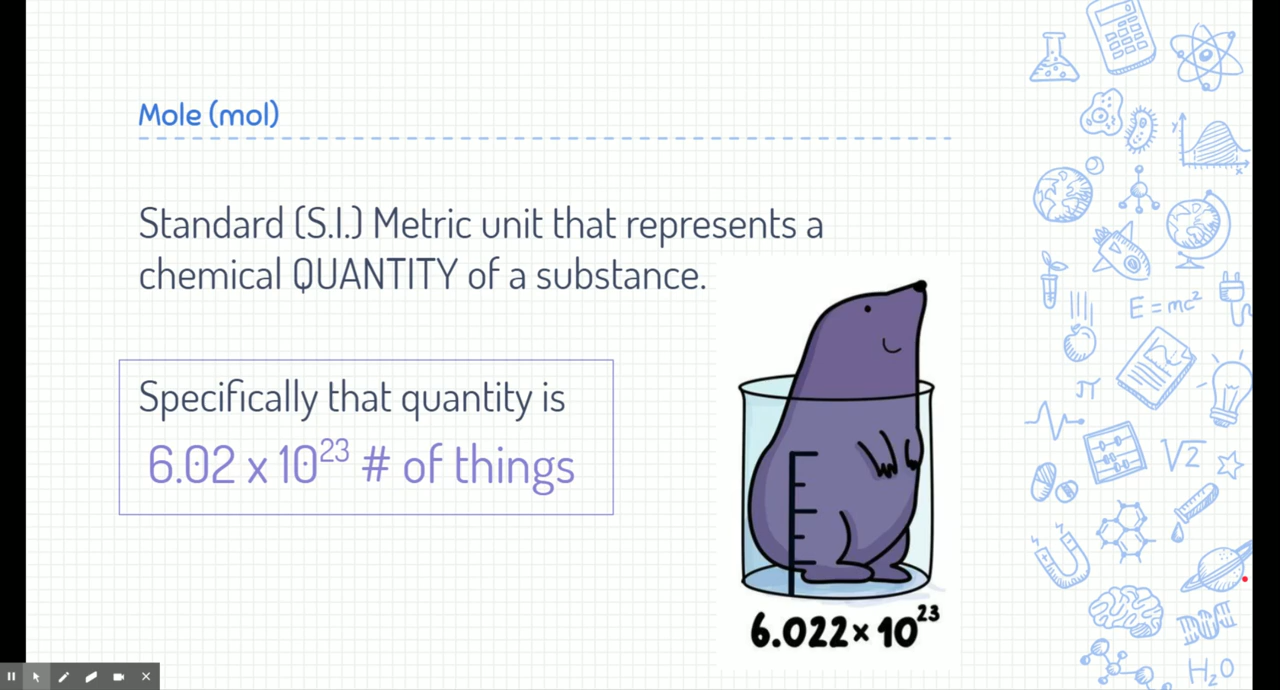 Mole (mol)
Standard (S.I.) Metric unit that represents a
chemical QUANTITY of a substance.
Specifically that quantity is
6.02 x 10²³ # of things
6.022 × 10²³
y
x
E = mc²
π
√2
H₂O